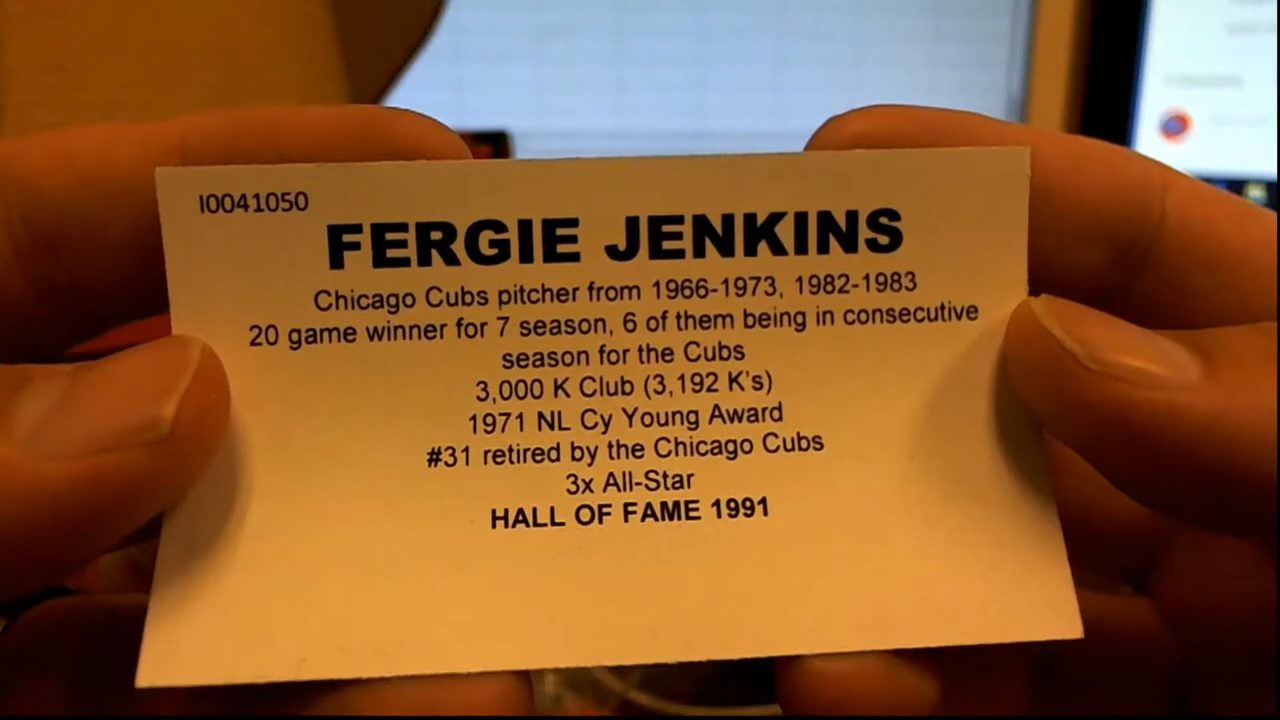 I0041050
FERGIE JENKINS
Chicago Cubs pitcher from 1966-1973, 1982-1983
20 game winner for 7 season, 6 of them being in consecutive
season for the Cubs
3,000 K Club (3,192 K's)
1971 NL Cy Young Award
#31 retired by the Chicago Cubs
3x All-Star
HALL OF FAME 1991